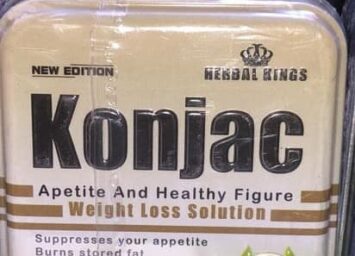 NEW EDITION
HERBAL KINGS
Konjac
Apetite And Healthy Figure
Weight Loss Solution
Suppresses your appetite
Burns stored fat